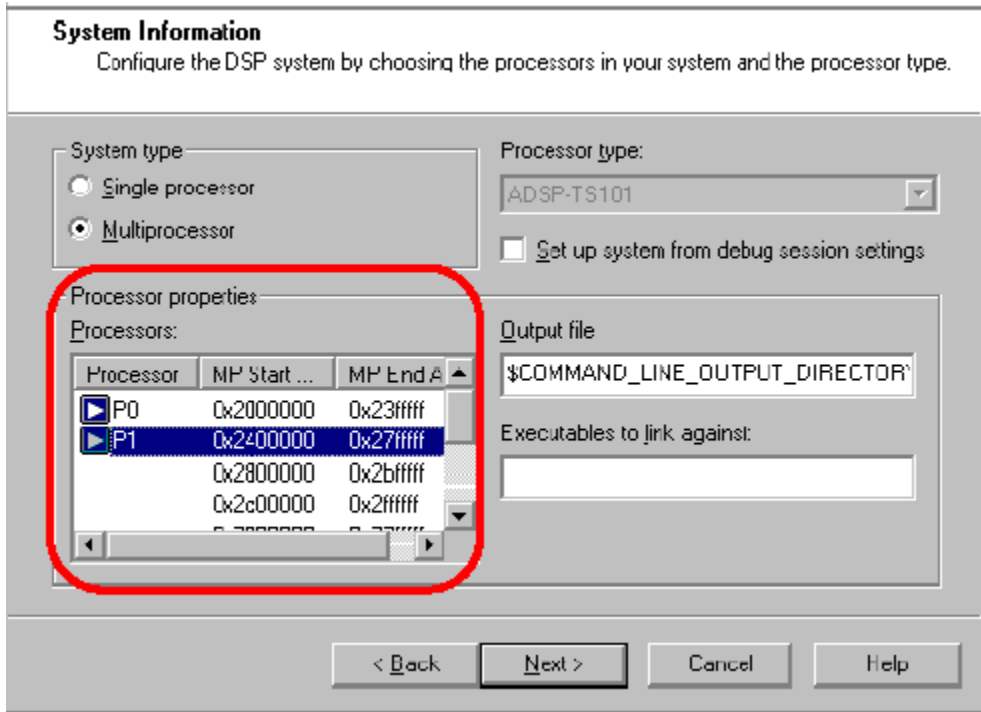 System Information
Configure the DSP system by choosing the processors in your system and the processor type.
System type
Single processor
Multiprocessor
Processor type:
ADSP-TS101
Set up system from debug session settings
Processor properties
Processors:
Processor MP Start ... MP End A
P0 0x2000000 0x23fffff
P1 0x2400000 0x27fffff
0x2800000 0x2bfffff
0x2c00000 0x2ffffff
Output file
$COMMAND_LINE_OUTPUT_DIRECTORY
Executables to link against:
< Back
Next >
Cancel
Help